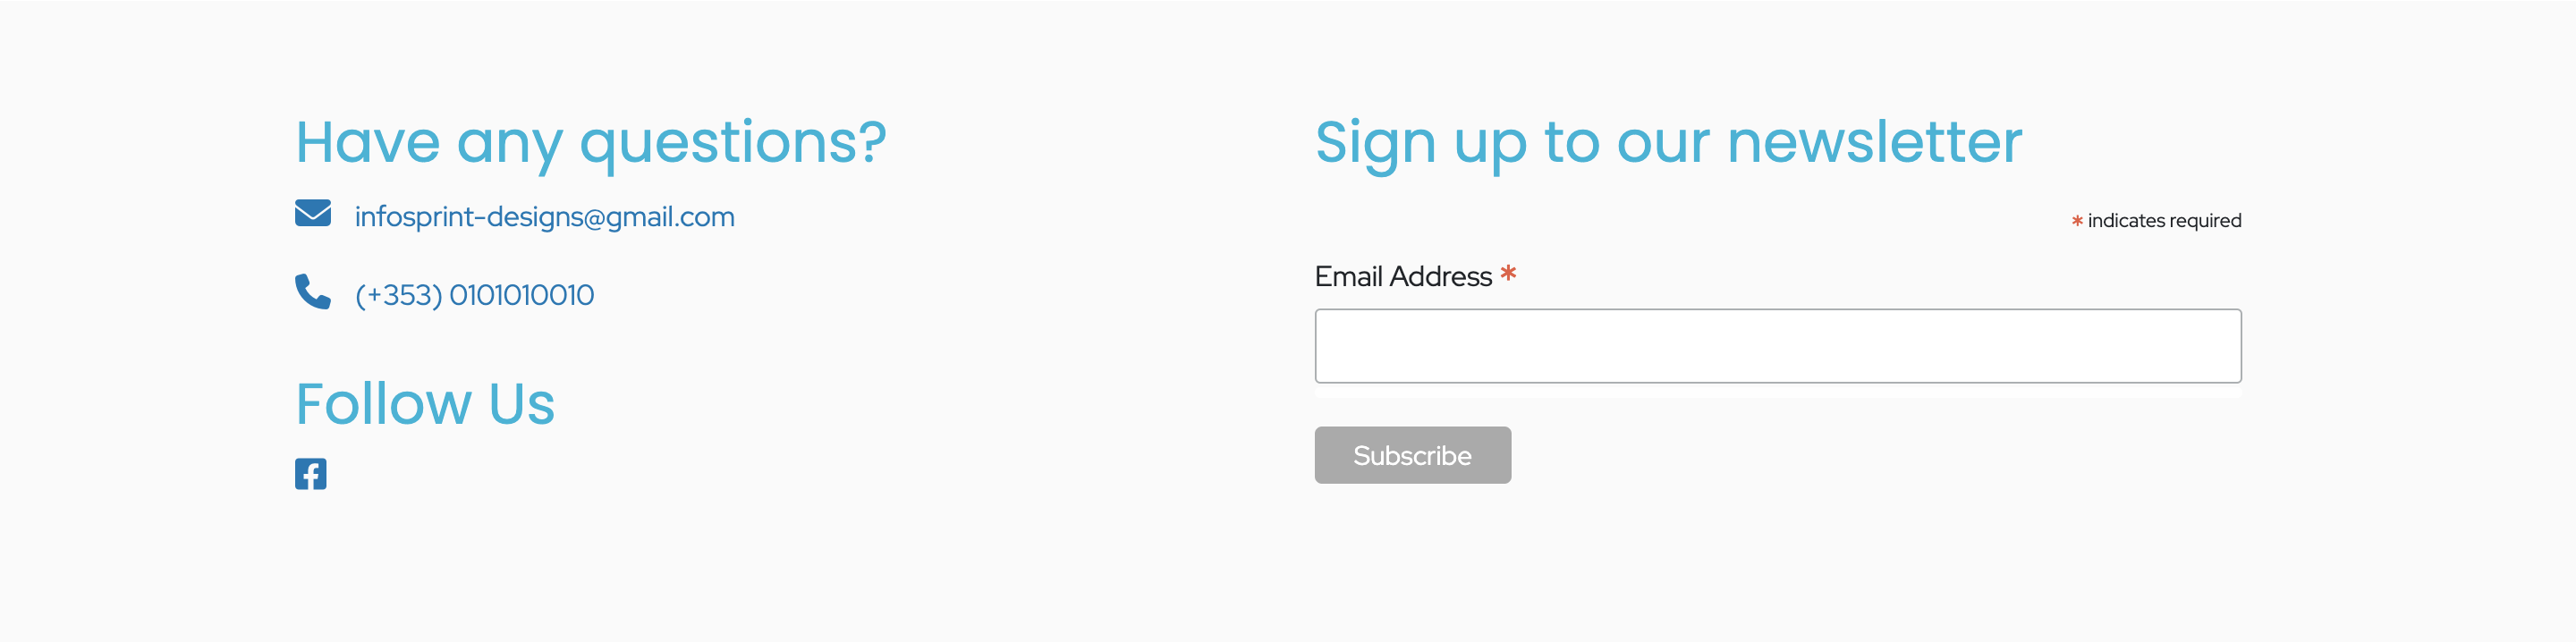 Have any questions?
infosprint-designs@gmail.com
(+353) 0101010010
Follow Us
Sign up to our newsletter
* indicates required
Email Address *
Subscribe